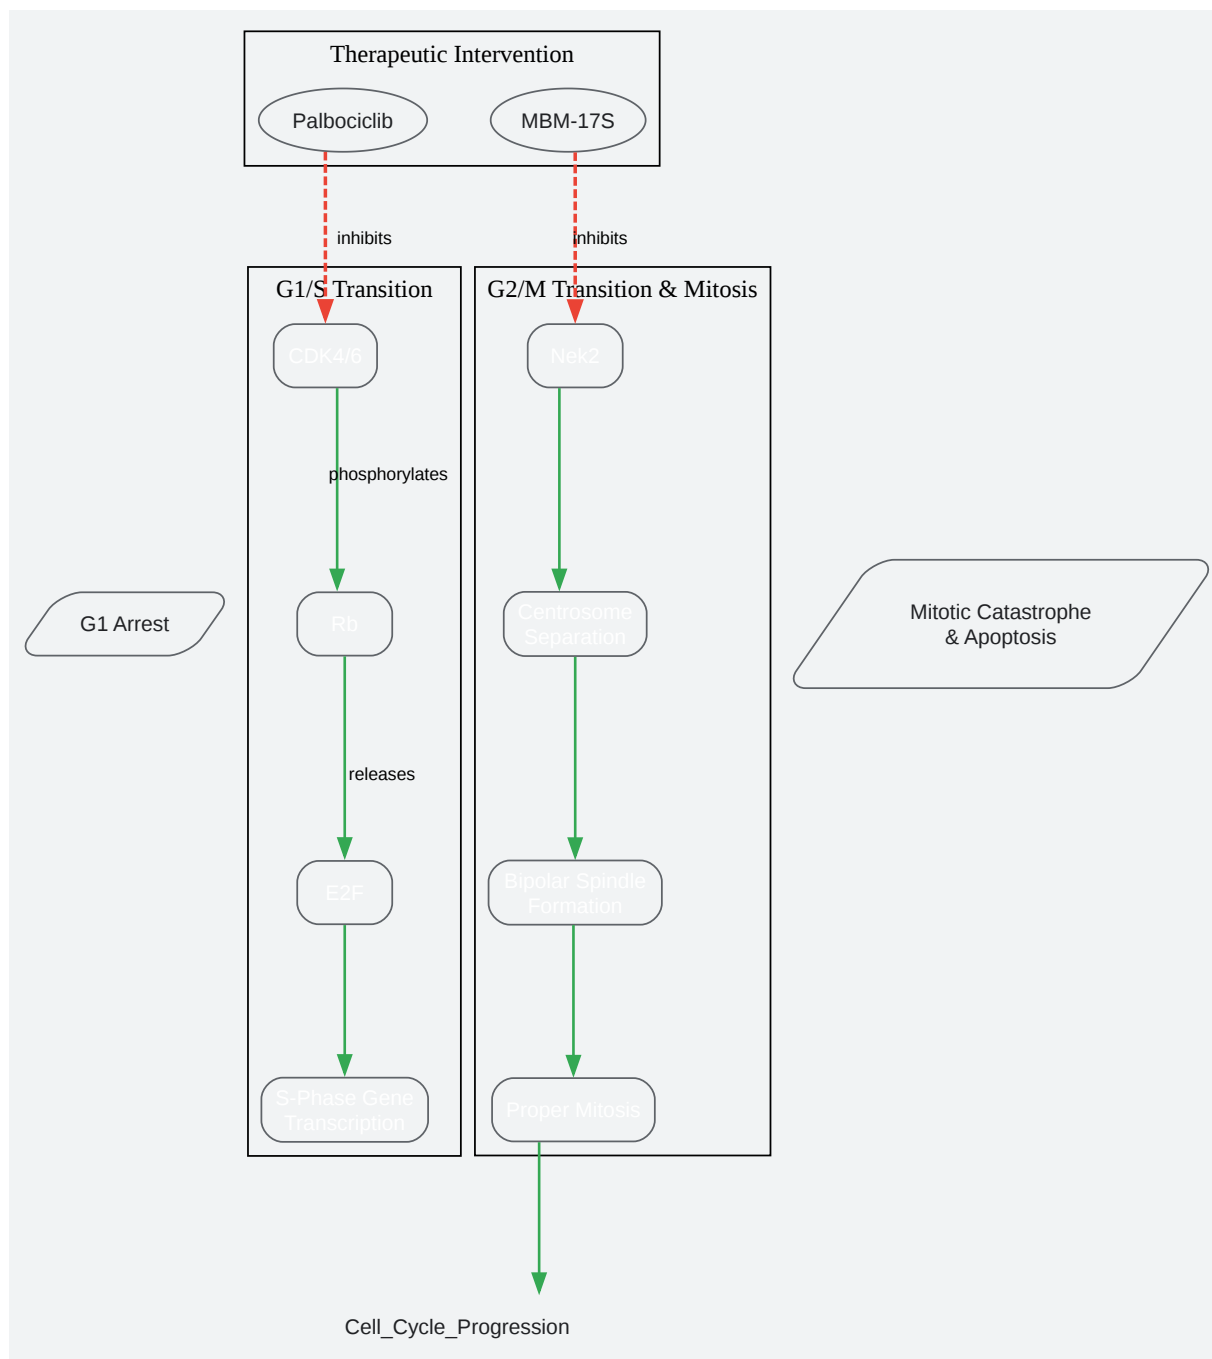 Therapeutic Intervention
Palbociclib
MBM-17S
inhibits
inhibits
G1/S Transition
G2/M Transition & Mitosis
CDK4/6
Nek2
phosphorylates
G1 Arrest
Rb
Centrosome
Separation
Mitotic Catastrophe
& Apoptosis
releases
E2F
Bipolar Spindle
Formation
S-Phase Gene
Transcription
Proper Mitosis
Cell_Cycle_Progression